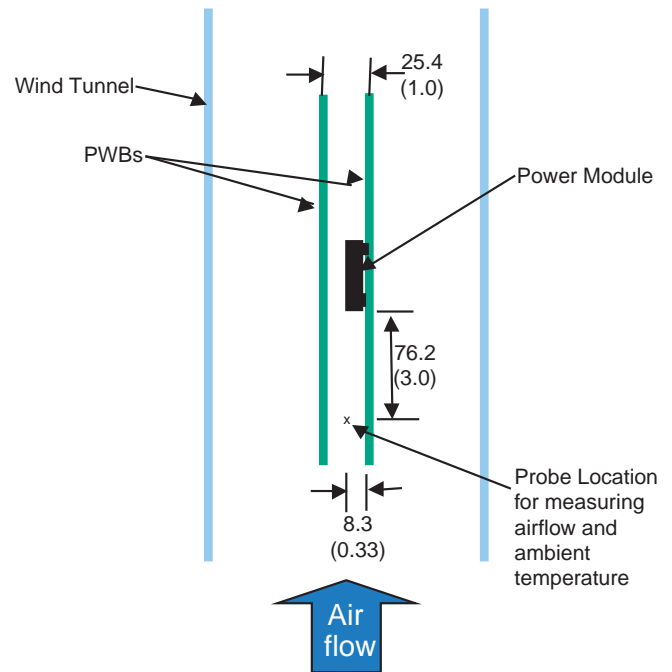 25.4
(1.0)
Wind Tunnel
PWBs
Power Module
76.2
(3.0)
x
Probe Location
for measuring
airflow and
ambient
temperature
8.3
(0.33)
Air
flow